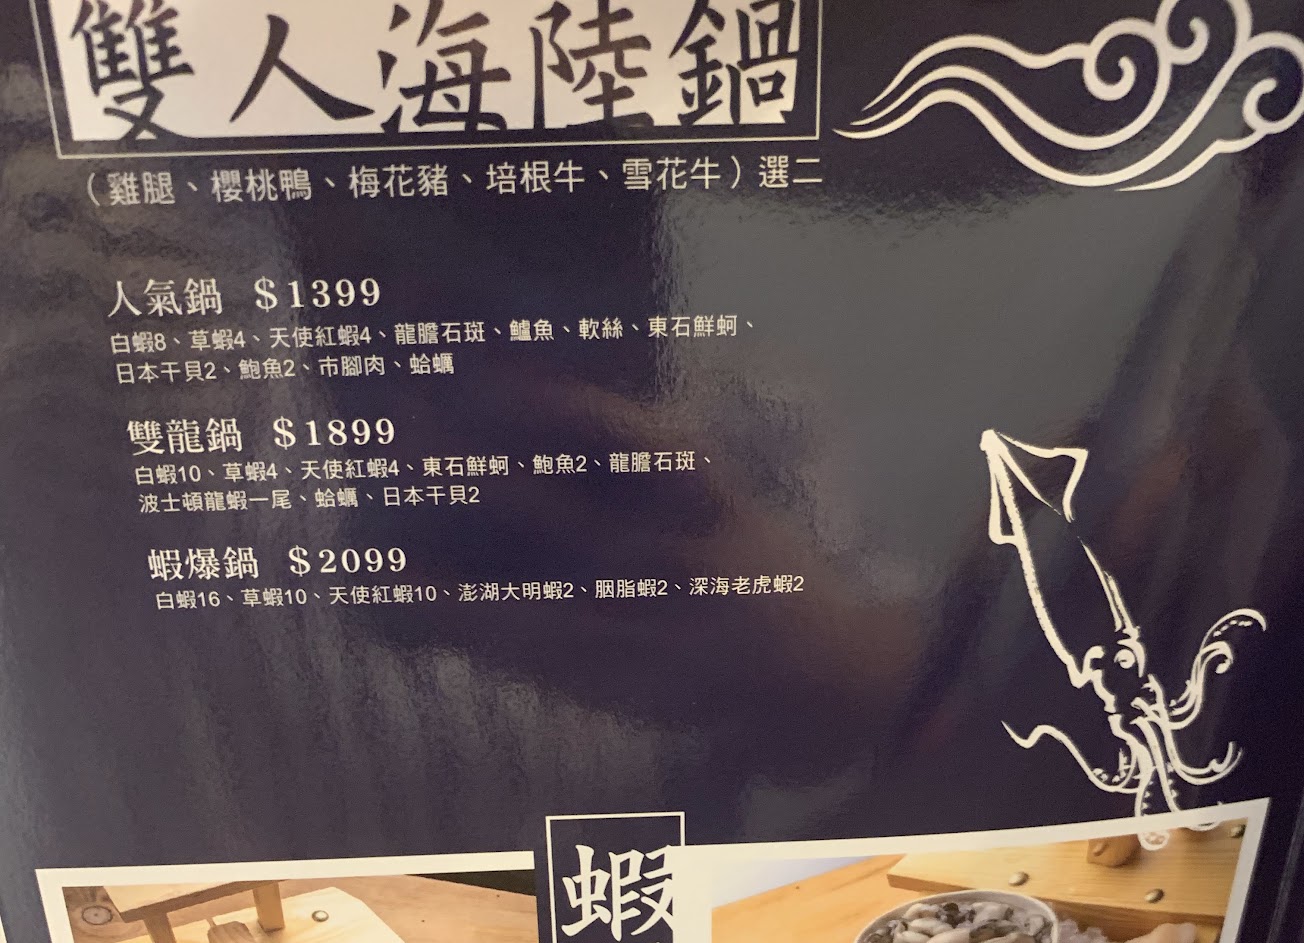 雙人海陸鍋
（雞腿、櫻桃鴨、梅花豬、培根牛、雪花牛）選二
人氣鍋 ＄1399
白蝦8、草蝦4、天使紅蝦4、龍膽石斑、鱸魚、軟絲、東石鮮蚵、
日本干貝2、鮑魚2、市腳肉、蛤蠣
雙龍鍋 ＄1899
白蝦10、草蝦4、天使紅蝦4、東石鮮蚵、鮑魚2、龍膽石斑、
波士頓龍蝦一尾、蛤蠣、日本干貝2
蝦爆鍋 ＄2099
白蝦16、草蝦10、天使紅蝦10、澎湖大明蝦2、胭脂蝦2、深海老虎蝦2
蝦